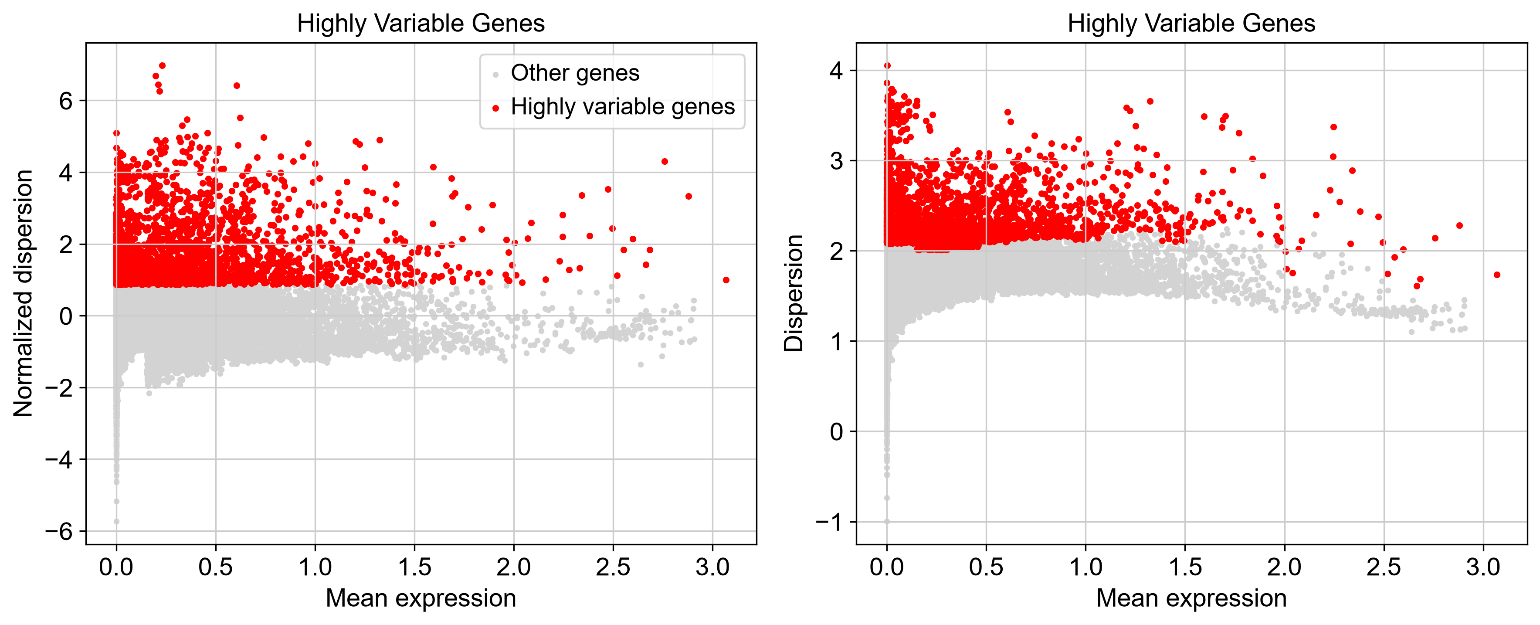 Highly Variable Genes
Other genes
Highly variable genes
Normalized dispersion
6
4
2
0
−2
−4
−6
0.0 0.5 1.0 1.5 2.0 2.5 3.0
Mean expression
Highly Variable Genes
Dispersion
4
3
2
1
0
−1
0.0 0.5 1.0 1.5 2.0 2.5 3.0
Mean expression